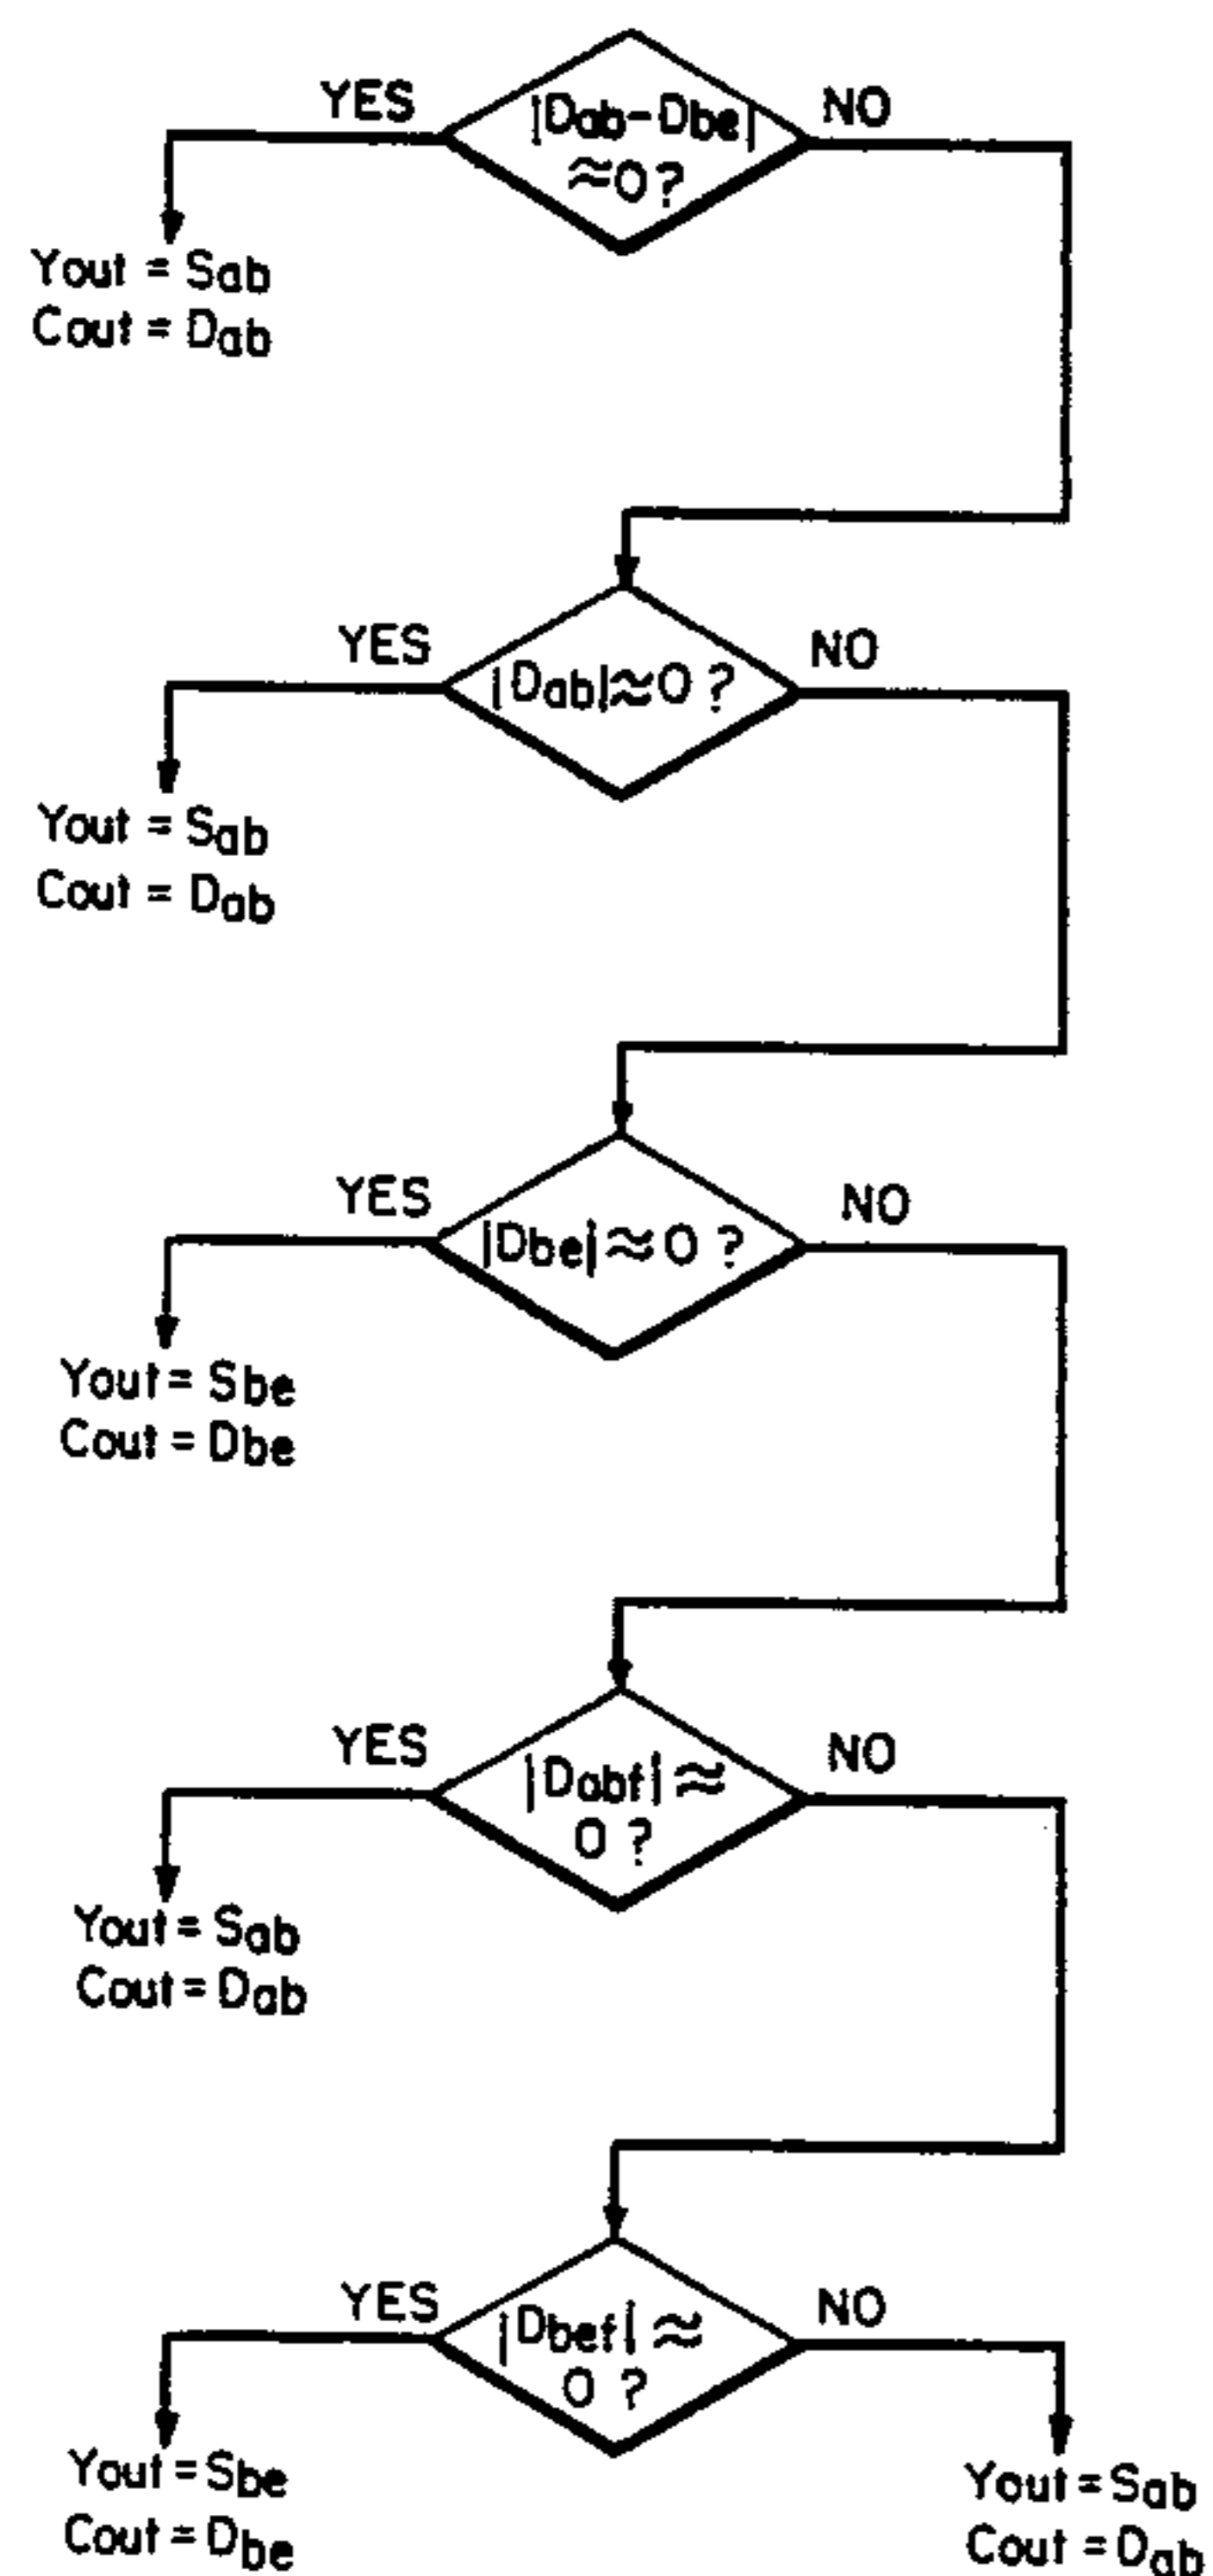 YES
|Dab-Dbe|
NO
≈0?
Yout = Sab
Cout = Dab
YES
|Dab|≈0 ?
NO
Yout = Sab
Cout = Dab
YES
|Dbe|≈0 ?
NO
Yout = Sbe
Cout = Dbe
YES
|Dabf|≈
NO
0 ?
Yout = Sab
Cout = Dab
YES
|Dbef|≈
NO
0 ?
Yout = Sbe
Cout = Dbe
Yout = Sab
Cout = Dab